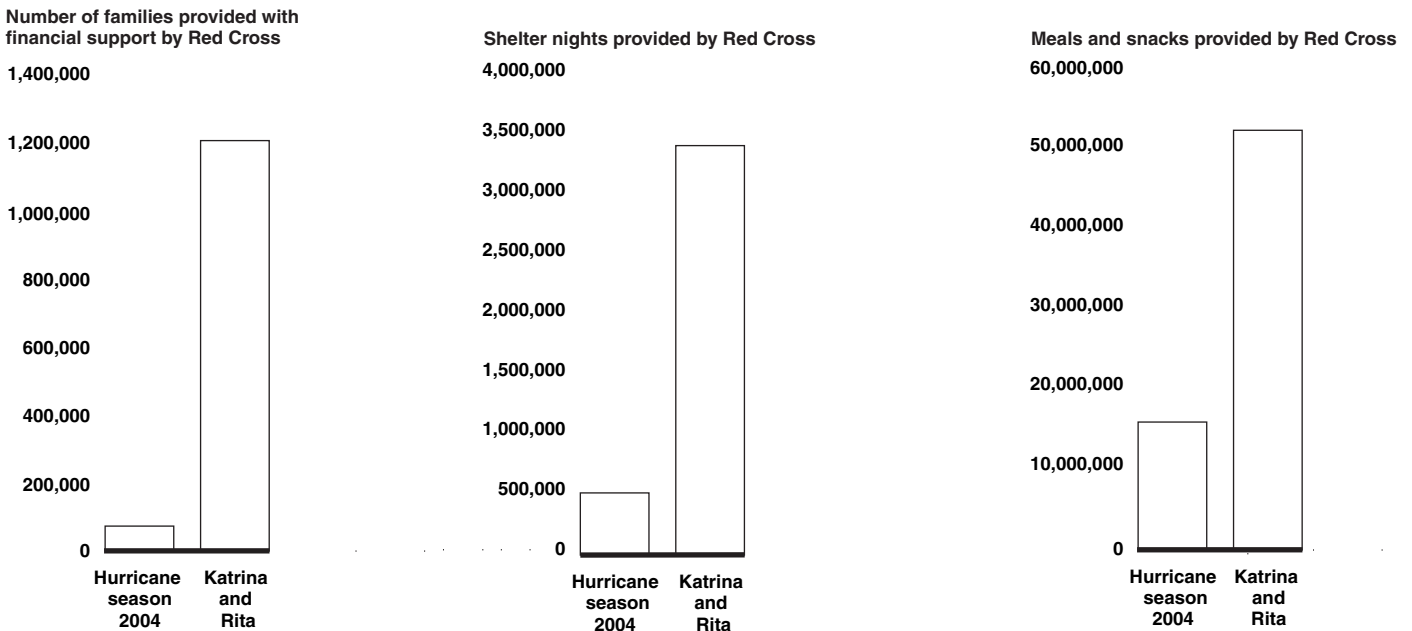 Number of families provided with
financial support by Red Cross
1,400,000
1,200,000
1,000,000
800,000
600,000
400,000
200,000
0
Hurricane
season
2004
Katrina
and
Rita
Shelter nights provided by Red Cross
4,000,000
3,500,000
3,000,000
2,500,000
2,000,000
1,500,000
1,000,000
500,000
0
Hurricane
season
2004
Katrina
and
Rita
Meals and snacks provided by Red Cross
60,000,000
50,000,000
40,000,000
30,000,000
20,000,000
10,000,000
0
Hurricane
season
2004
Katrina
and
Rita